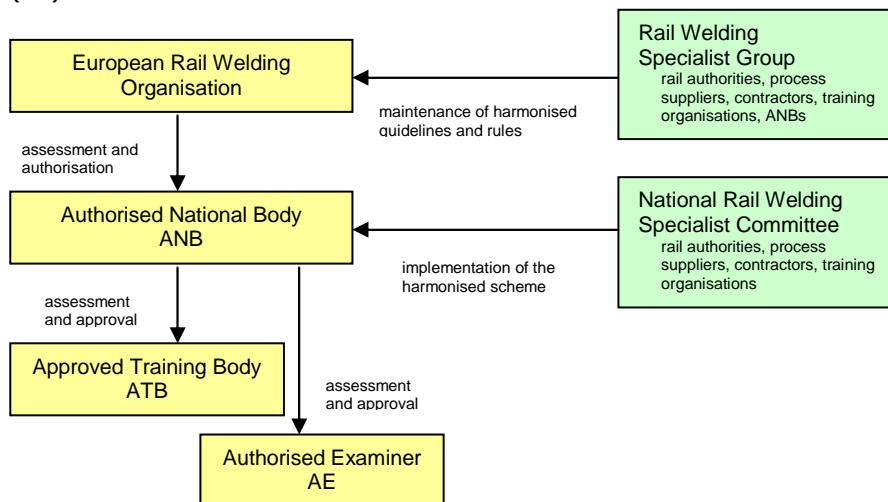 European Rail Welding
Organisation
Rail Welding
Specialist Group
rail authorities, process
suppliers, contractors, training
organisations, ANBs
maintenance of harmonised
guidelines and rules
assessment and
authorisation
Authorised National Body
ANB
National Rail Welding
Specialist Committee
rail authorities, process
suppliers, contractors, training
organisations
implementation of the
harmonised scheme
assessment
and approval
Approved Training Body
ATB
assessment
and approval
Authorised Examiner
AE